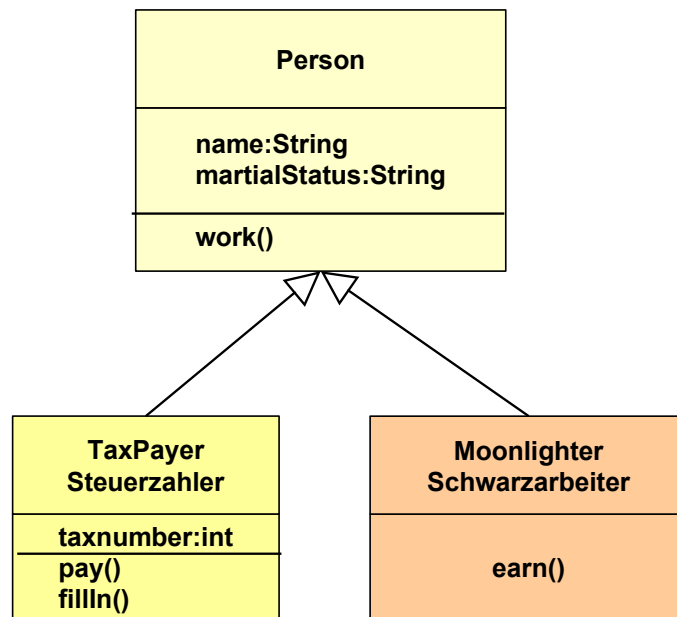 Person
name:String
martialStatus:String
work()
TaxPayer
Steuerzahler
taxnumber:int
pay()
fillIn()
Moonlighter
Schwarzarbeiter
earn()